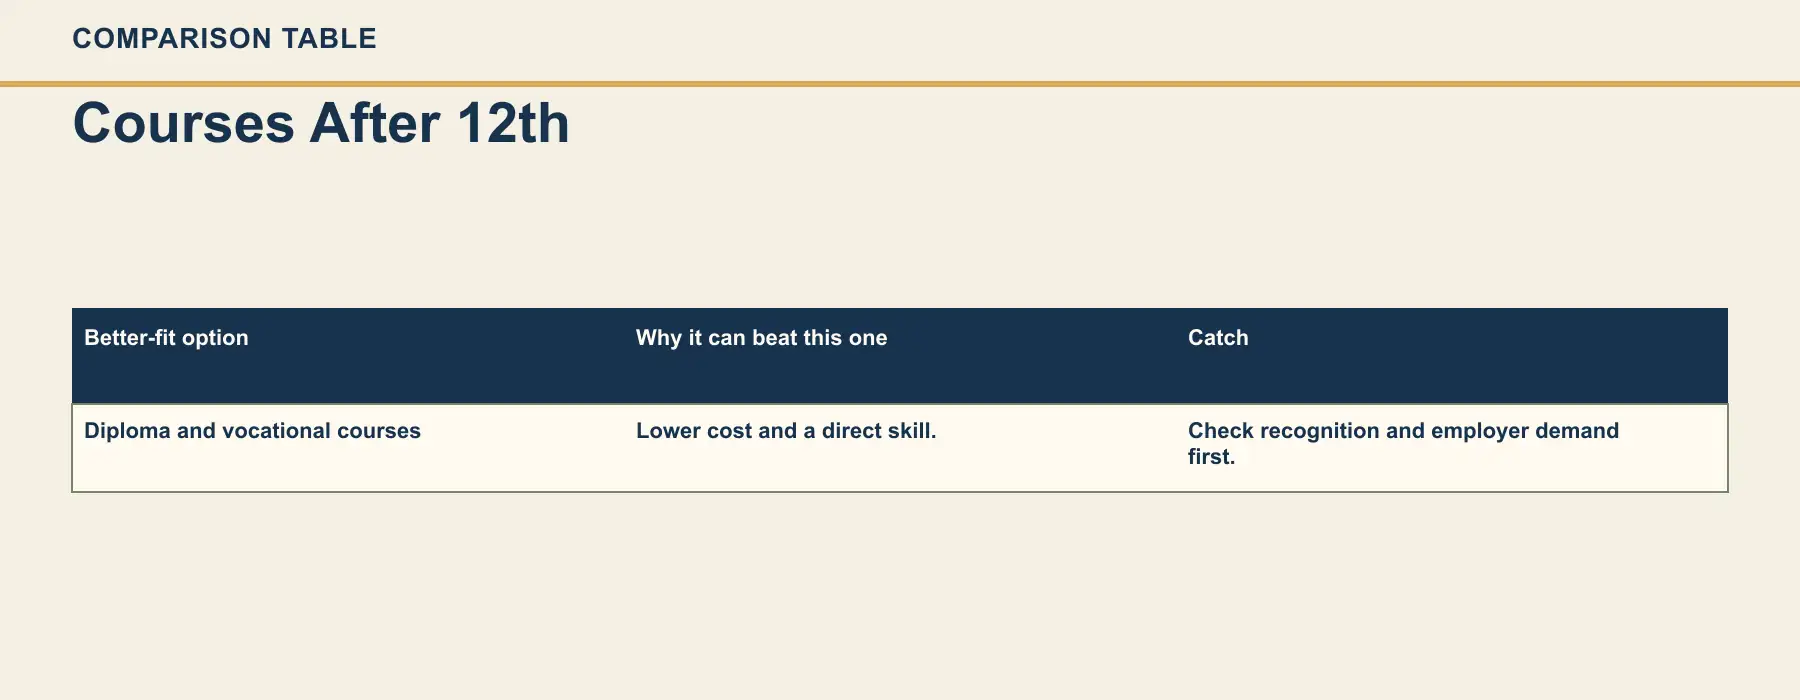 COMPARISON TABLE
Courses After 12th
Better-fit option
Why it can beat this one
Catch
Diploma and vocational courses
Lower cost and a direct skill.
Check recognition and employer demand
first.